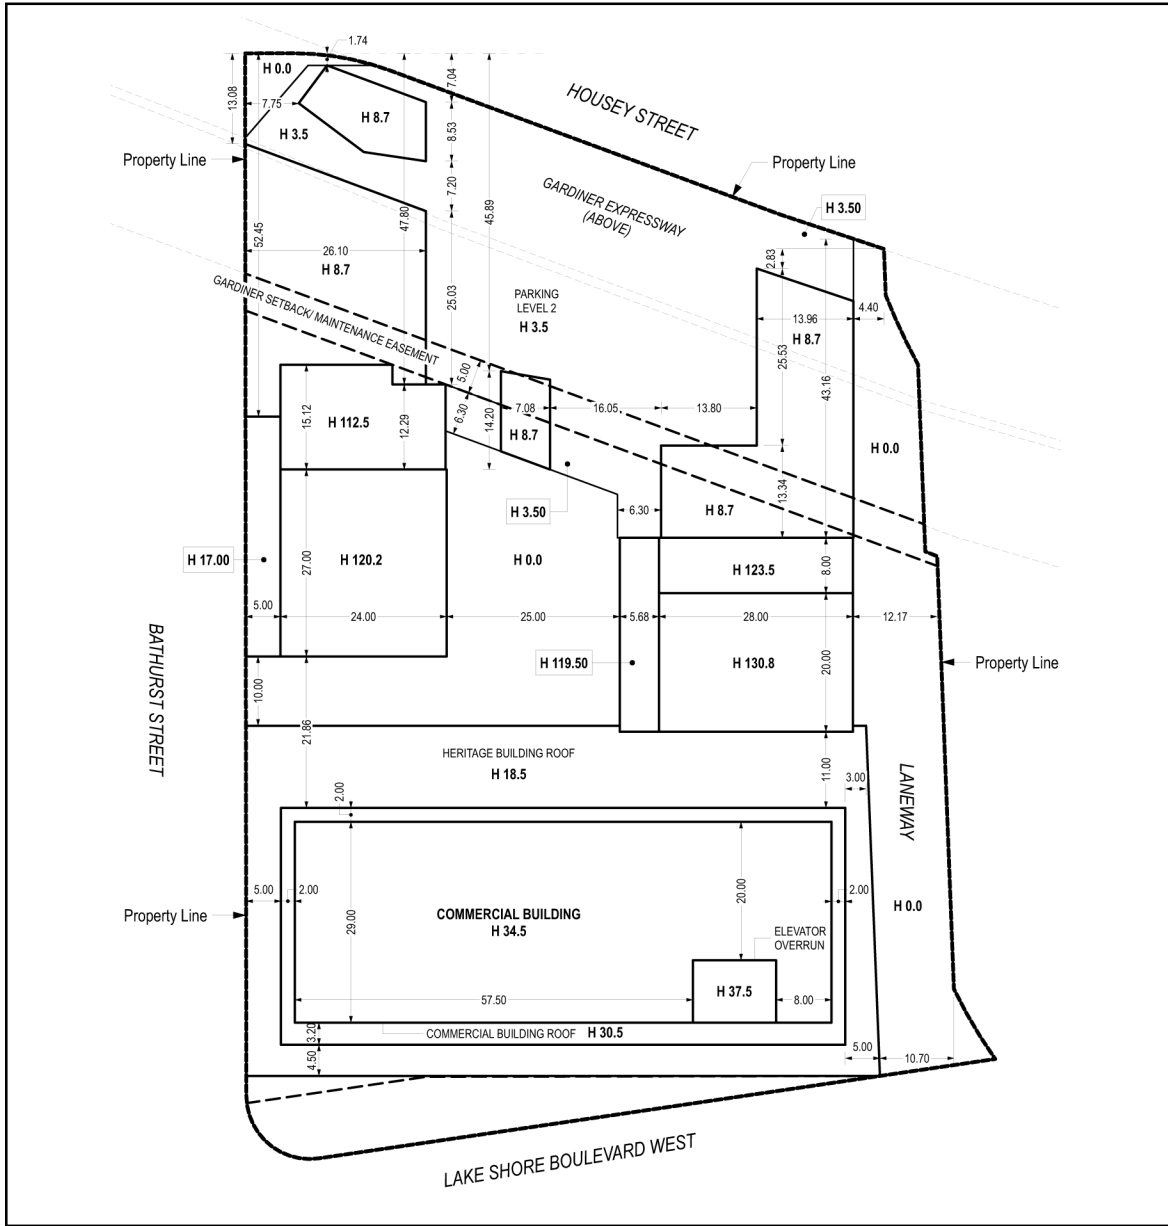 1.74
H 0.0
13.08
7.04
HOUSEY STREET
7.75
H 8.7
8.53
H 3.5
Property Line
Property Line
7.20
GARDINER EXPRESSWAY
(ABOVE)
H 3.50
52.45
47.80
45.89
26.10
H 8.7
2.83
GARDINER SETBACK/ MAINTENANCE EASEMENT
25.03
PARKING
LEVEL 2
H 3.5
13.96
4.40
H 8.7
25.53
43.16
5.00
6.30
14.20
7.08
16.05
13.80
15.12
H 112.5
12.29
H 8.7
H 0.0
13.34
H 3.50
6.30
H 8.7
H 17.00
27.00
H 120.2
H 0.0
H 123.5
8.00
5.00
24.00
25.00
5.68
28.00
12.17
BATHURST STREET
H 119.50
H 130.8
20.00
Property Line
10.00
21.86
HERITAGE BUILDING ROOF
H 18.5
11.00
3.00
LANEWAY
2.00
5.00
2.00
29.00
20.00
2.00
Property Line
COMMERCIAL BUILDING
H 34.5
H 0.0
ELEVATOR
OVERRUN
57.50
H 37.5
8.00
3.20
COMMERCIAL BUILDING ROOF H 30.5
4.50
5.00
10.70
LAKE SHORE BOULEVARD WEST